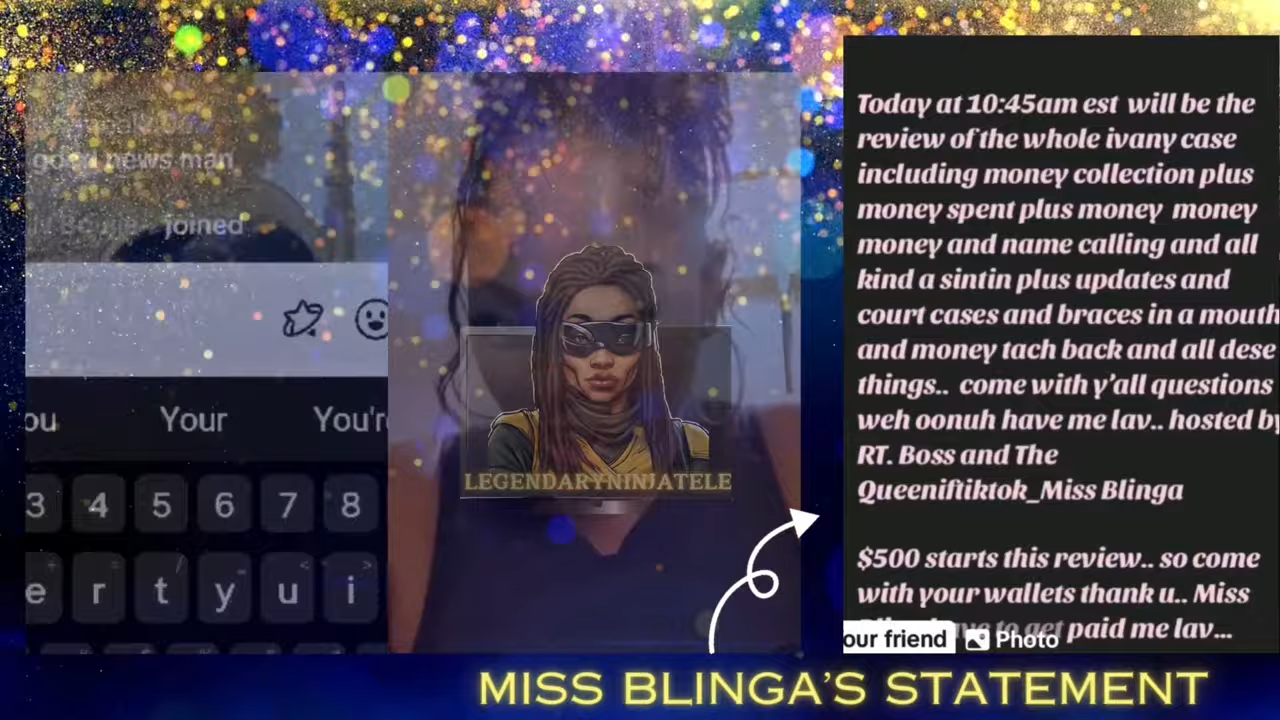 news man
joined
Your
3 4 5 6 7 8
e r t y u i
LEGENDARYNINJATELE
Today at 10:45am est will be the
review of the whole ivany case
including money collection plus
money spent plus money money
money and name calling and all
kind a sintin plus updates and
court cases and braces in a mouth
and money tach back and all dese
things.. come with y'all questions
weh oonuh have me lav.. hosted by
RT. Boss and The
Queeniftiktok_Miss Blinga
$500 starts this review.. so come
with your wallets thank u.. Miss
to get paid me lav...
our friend Photo
MISS BLINGA'S STATEMENT